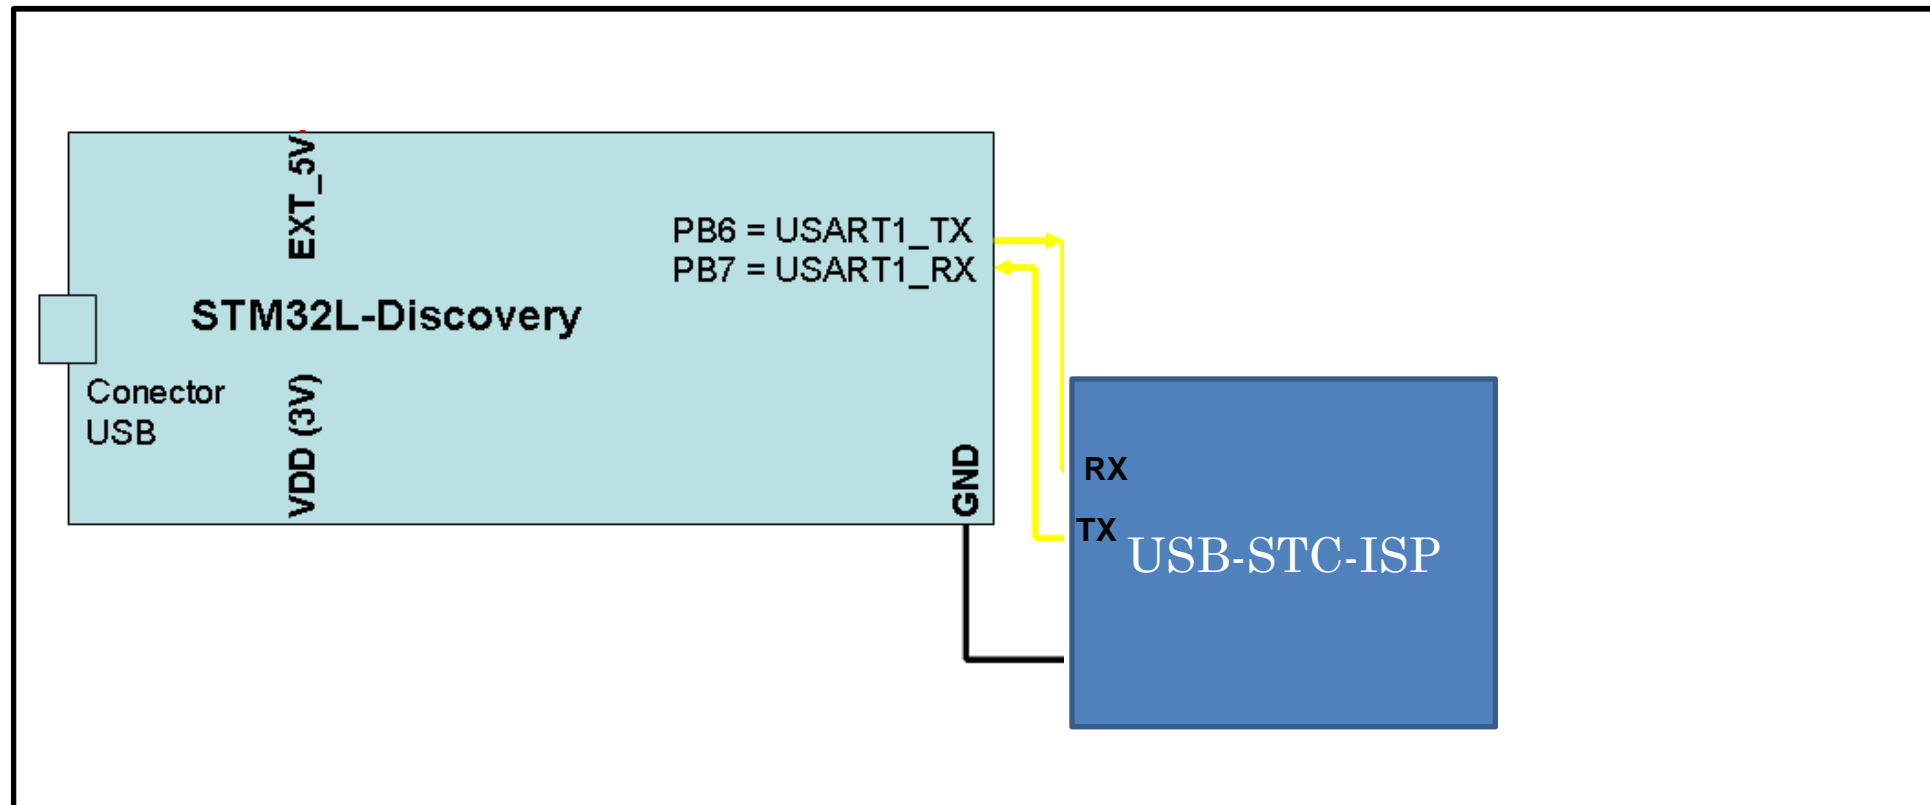 EXT_5V
PB6 = USART1_TX
PB7 = USART1_RX
STM32L-Discovery
Conector
USB
VDD (3V)
GND
RX
TX
USB-STC-ISP